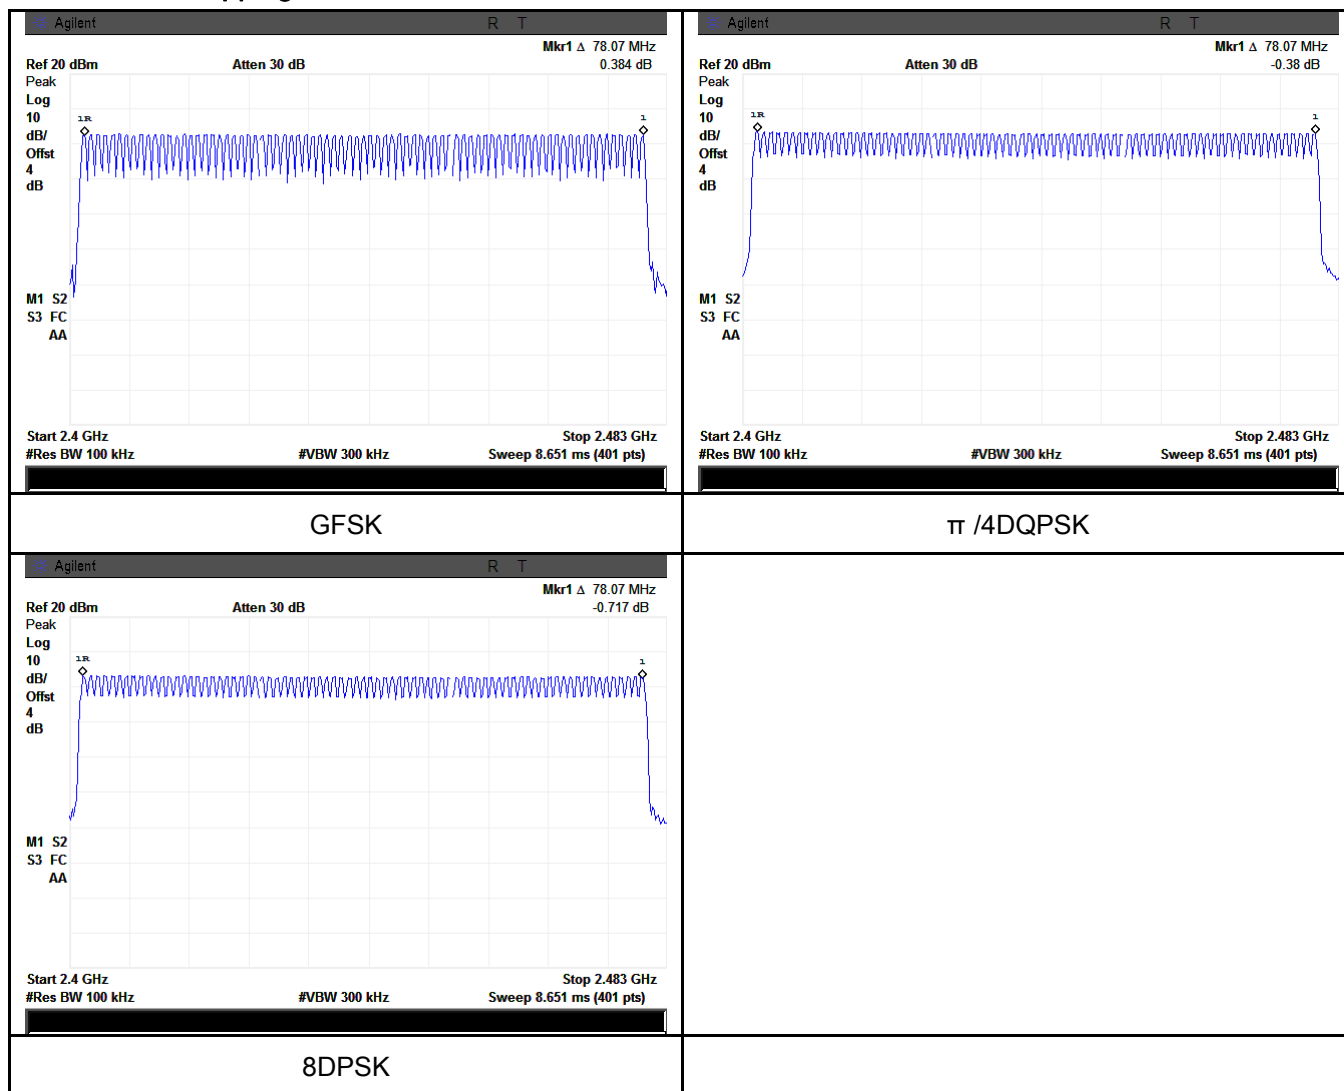 Agilent R T
Mkr1 Δ 78.07 MHz
Ref 20 dBm Atten 30 dB 0.384 dB
Peak
Log
10
dB/
Offst
4
dB
1R
1
M1 S2
S3 FC
AA
Start 2.4 GHz Stop 2.483 GHz
#Res BW 100 kHz #VBW 300 kHz Sweep 8.651 ms (401 pts)
GFSK
Agilent R T
Mkr1 Δ 78.07 MHz
Ref 20 dBm Atten 30 dB -0.38 dB
Peak
Log
10
dB/
Offst
4
dB
1R
1
M1 S2
S3 FC
AA
Start 2.4 GHz Stop 2.483 GHz
#Res BW 100 kHz #VBW 300 kHz Sweep 8.651 ms (401 pts)
π /4DQPSK
Agilent R T
Mkr1 Δ 78.07 MHz
Ref 20 dBm Atten 30 dB -0.717 dB
Peak
Log
10
dB/
Offst
4
dB
1R
1
M1 S2
S3 FC
AA
Start 2.4 GHz Stop 2.483 GHz
#Res BW 100 kHz #VBW 300 kHz Sweep 8.651 ms (401 pts)
8DPSK